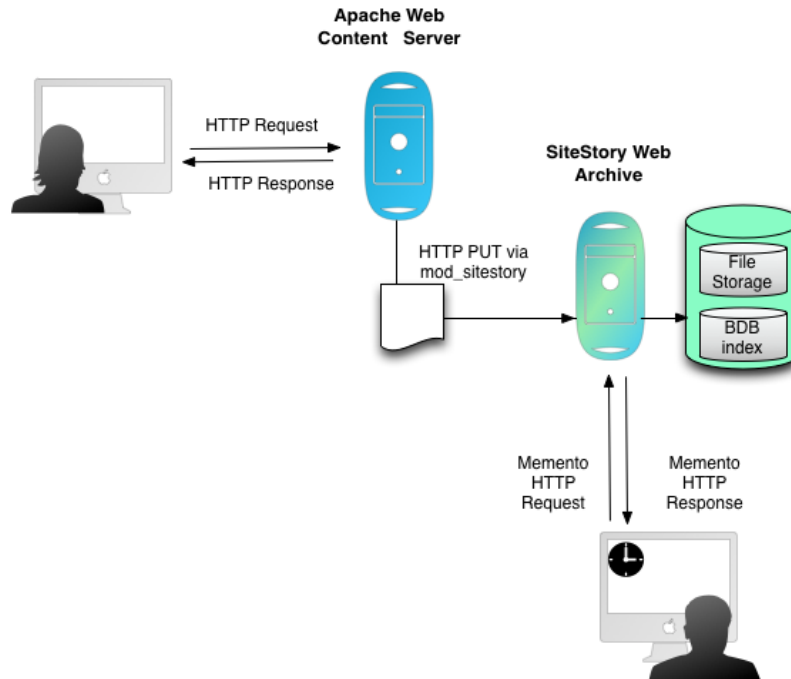 Apache Web
Content Server
HTTP Request
HTTP Response
SiteStory Web
Archive
HTTP PUT via
mod_sitestory
File
Storage
BDB
index
Memento
HTTP
Request
Memento
HTTP
Response